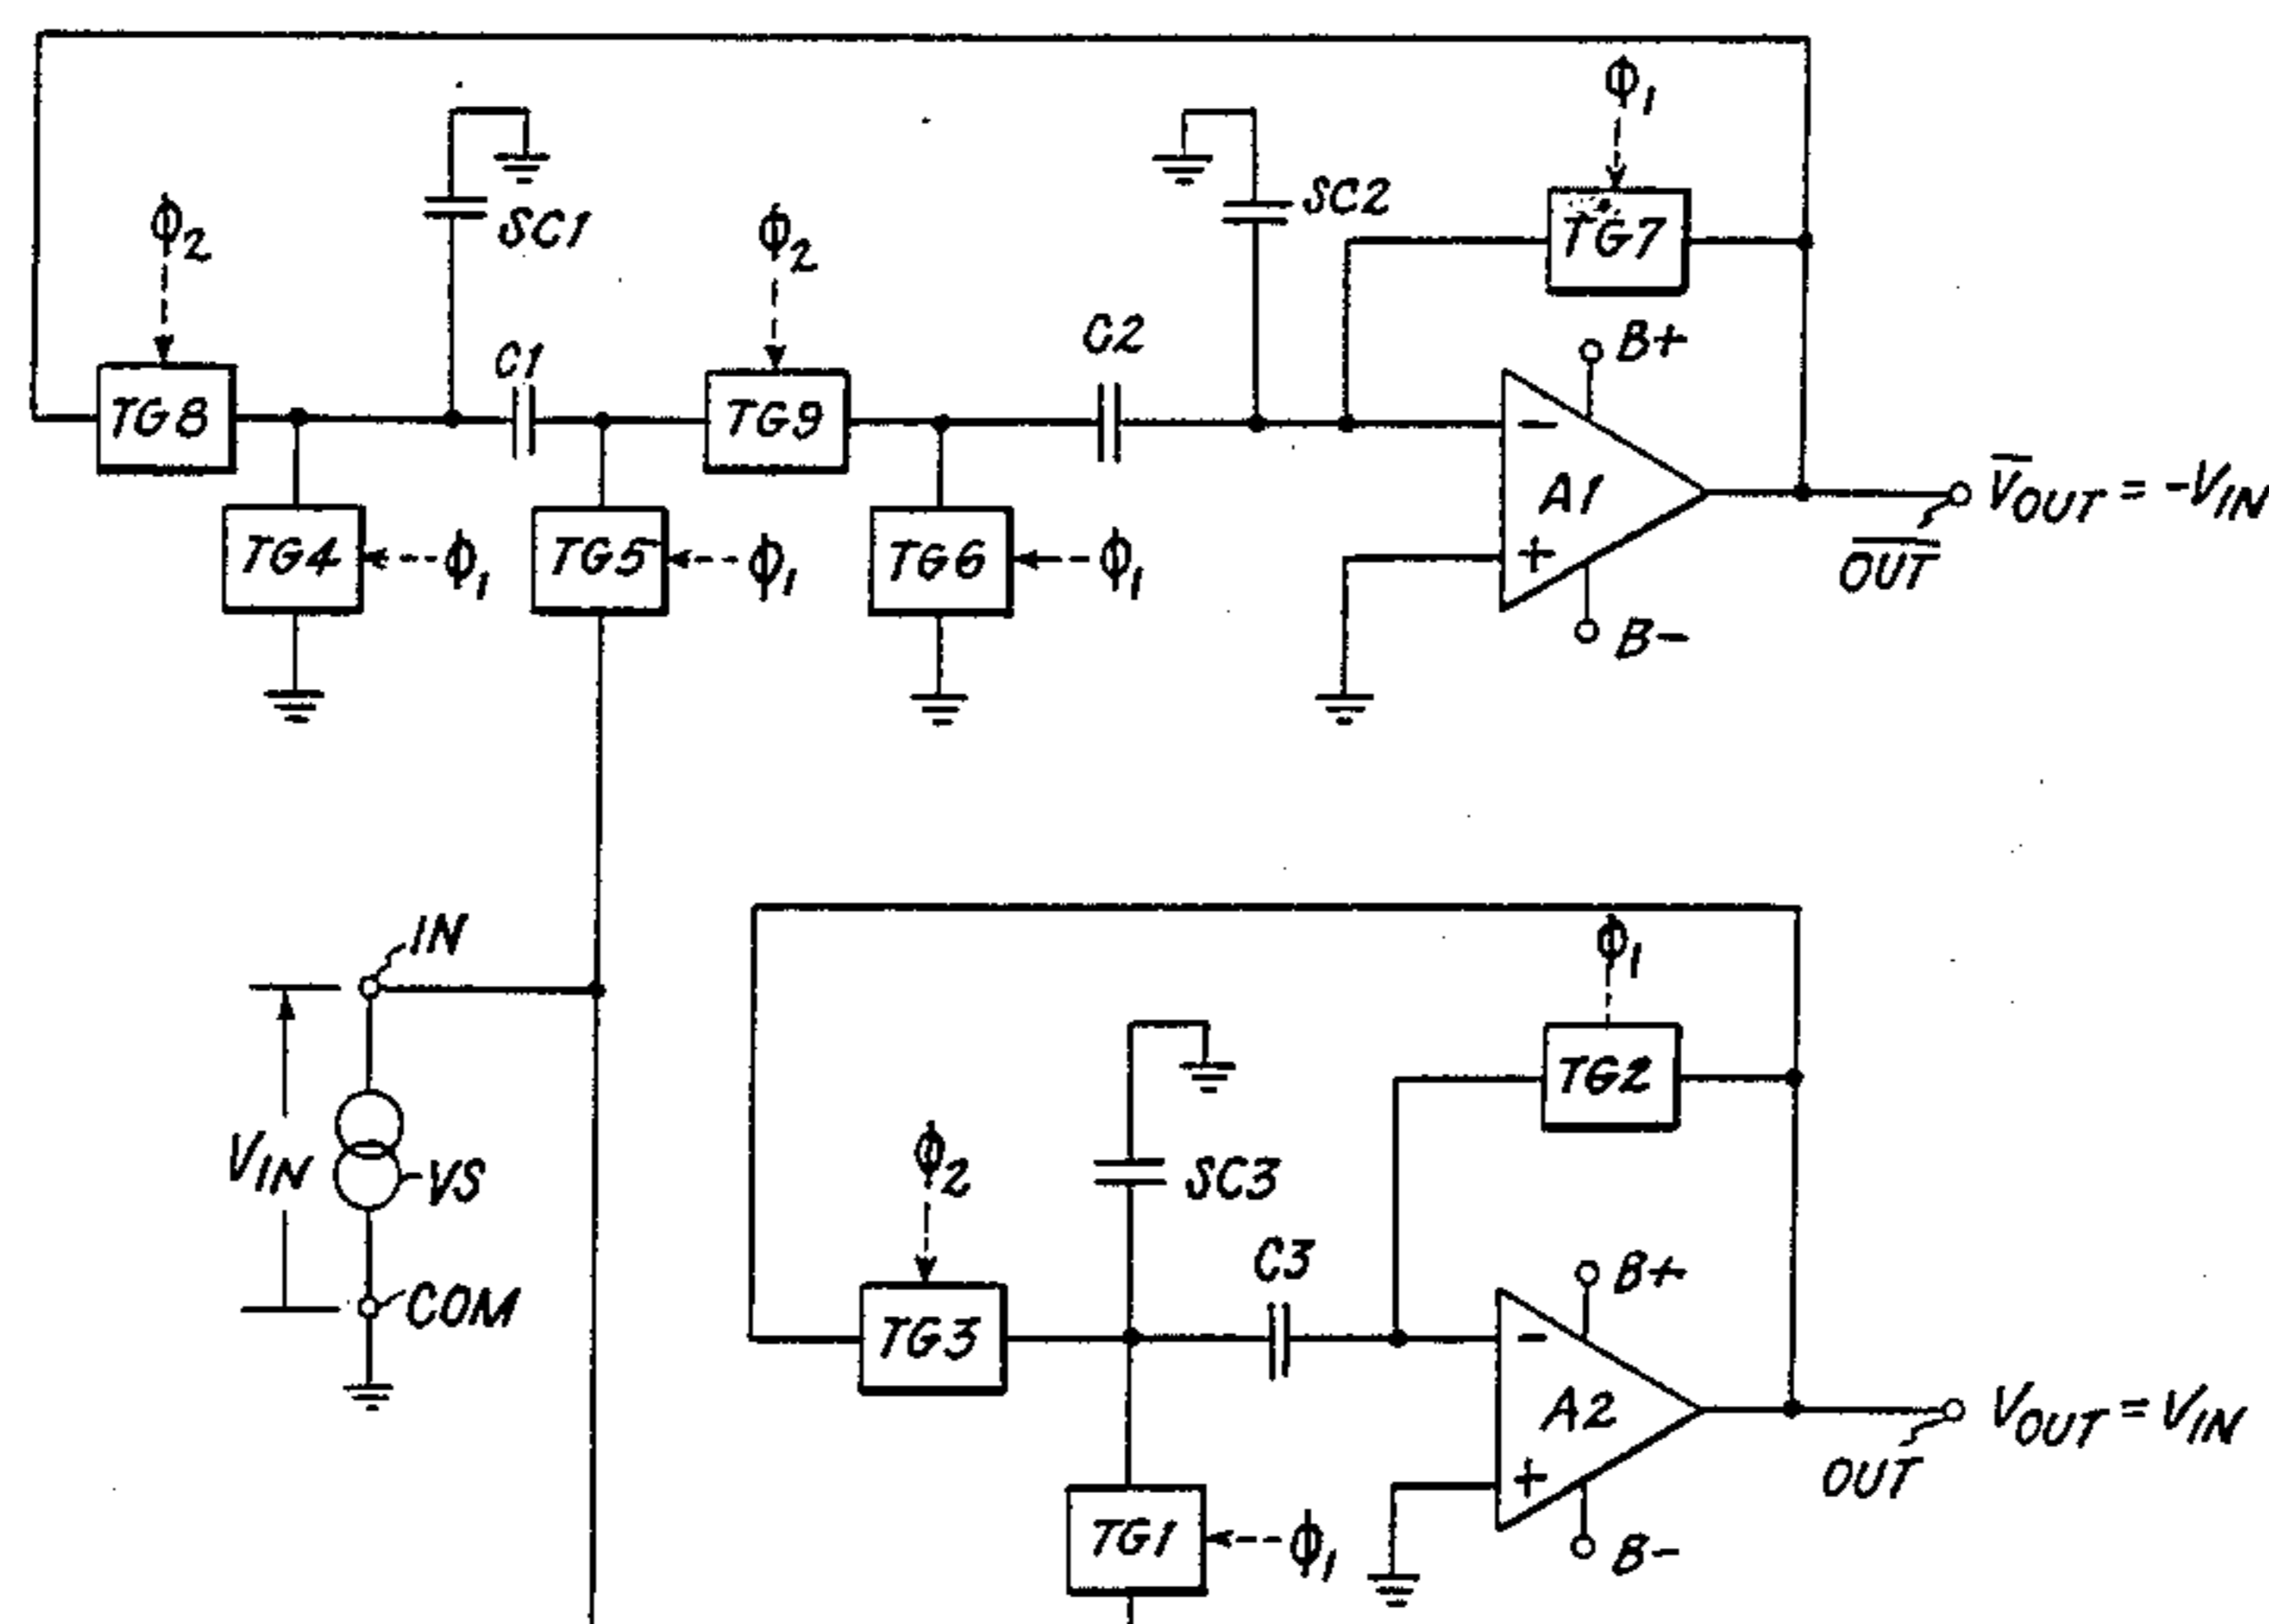 ϕ1
ϕ2
SC1
ϕ2
SC2
TG7
C1
C2
B+
TG8
TG9
−
A1
V̅OUT = -VIN
TG4
ϕ1
TG5
ϕ1
TG6
ϕ1
+
O̅U̅T̅
B-
IN
ϕ1
TG2
VIN
VS
ϕ2
SC3
C3
B+
COM
TG3
−
A2
VOUT = VIN
+
OUT
TG1
ϕ1
B-